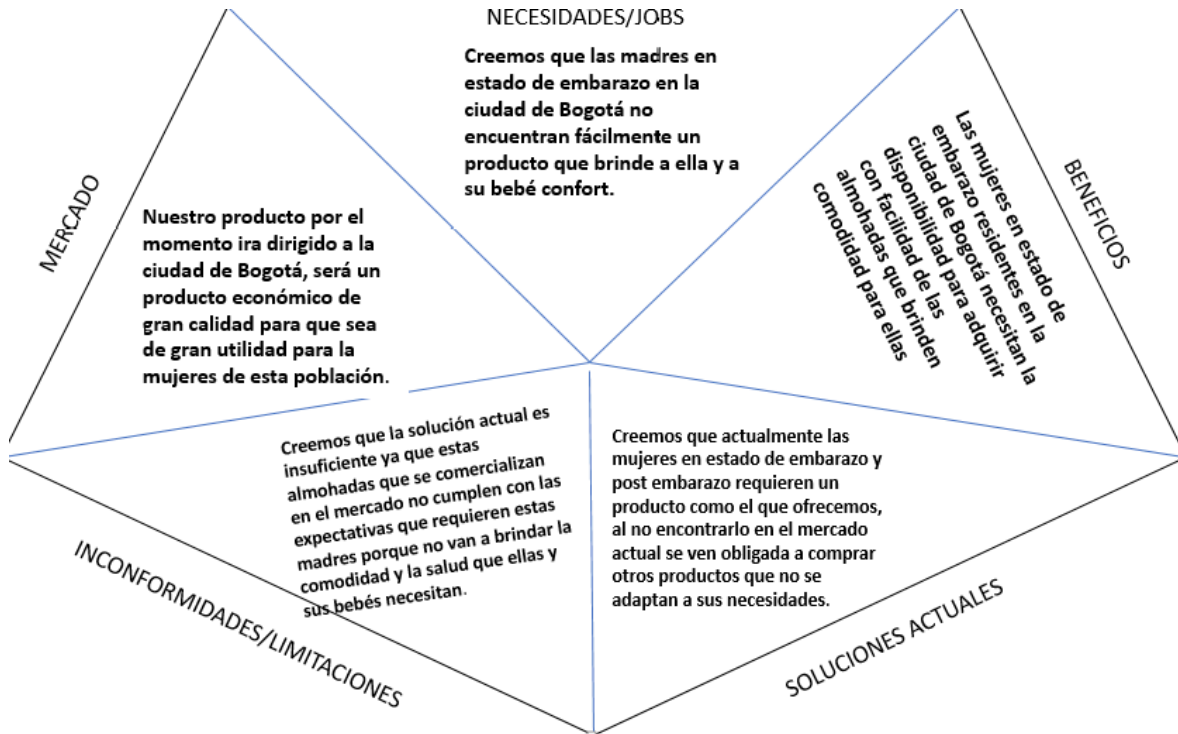 NECESIDADES/JOBS
Creemos que las madres en
estado de embarazo en la
ciudad de Bogotá no
encuentran fácilmente un
producto que brinde a ella y a
su bebé confort.
MERCADO
Nuestro producto por el
momento ira dirigido a la
ciudad de Bogotá, será un
producto económico de
gran calidad para que sea
de gran utilidad para la
mujeres de esta población.
BENEFICIOS
Las mujeres en estado de
embarazo residentes en la
ciudad de Bogotá necesitan la
disponibilidad para adquirir
con facilidad de las
almohadas que brinden
comodidad para ellas
INCONFORMIDADES/LIMITACIONES
Creemos que la solución actual es
insuficiente ya que estas
almohadas que se comercializan
en el mercado no cumplen con las
expectativas que requieren estas
madres porque no van a brindar la
comodidad y la salud que ellas y
sus bebés necesitan.
SOLUCIONES ACTUALES
Creemos que actualmente las
mujeres en estado de embarazo y
post embarazo requieren un
producto como el que ofrecemos,
al no encontrarlo en el mercado
actual se ven obligada a comprar
otros productos que no se
adaptan a sus necesidades.